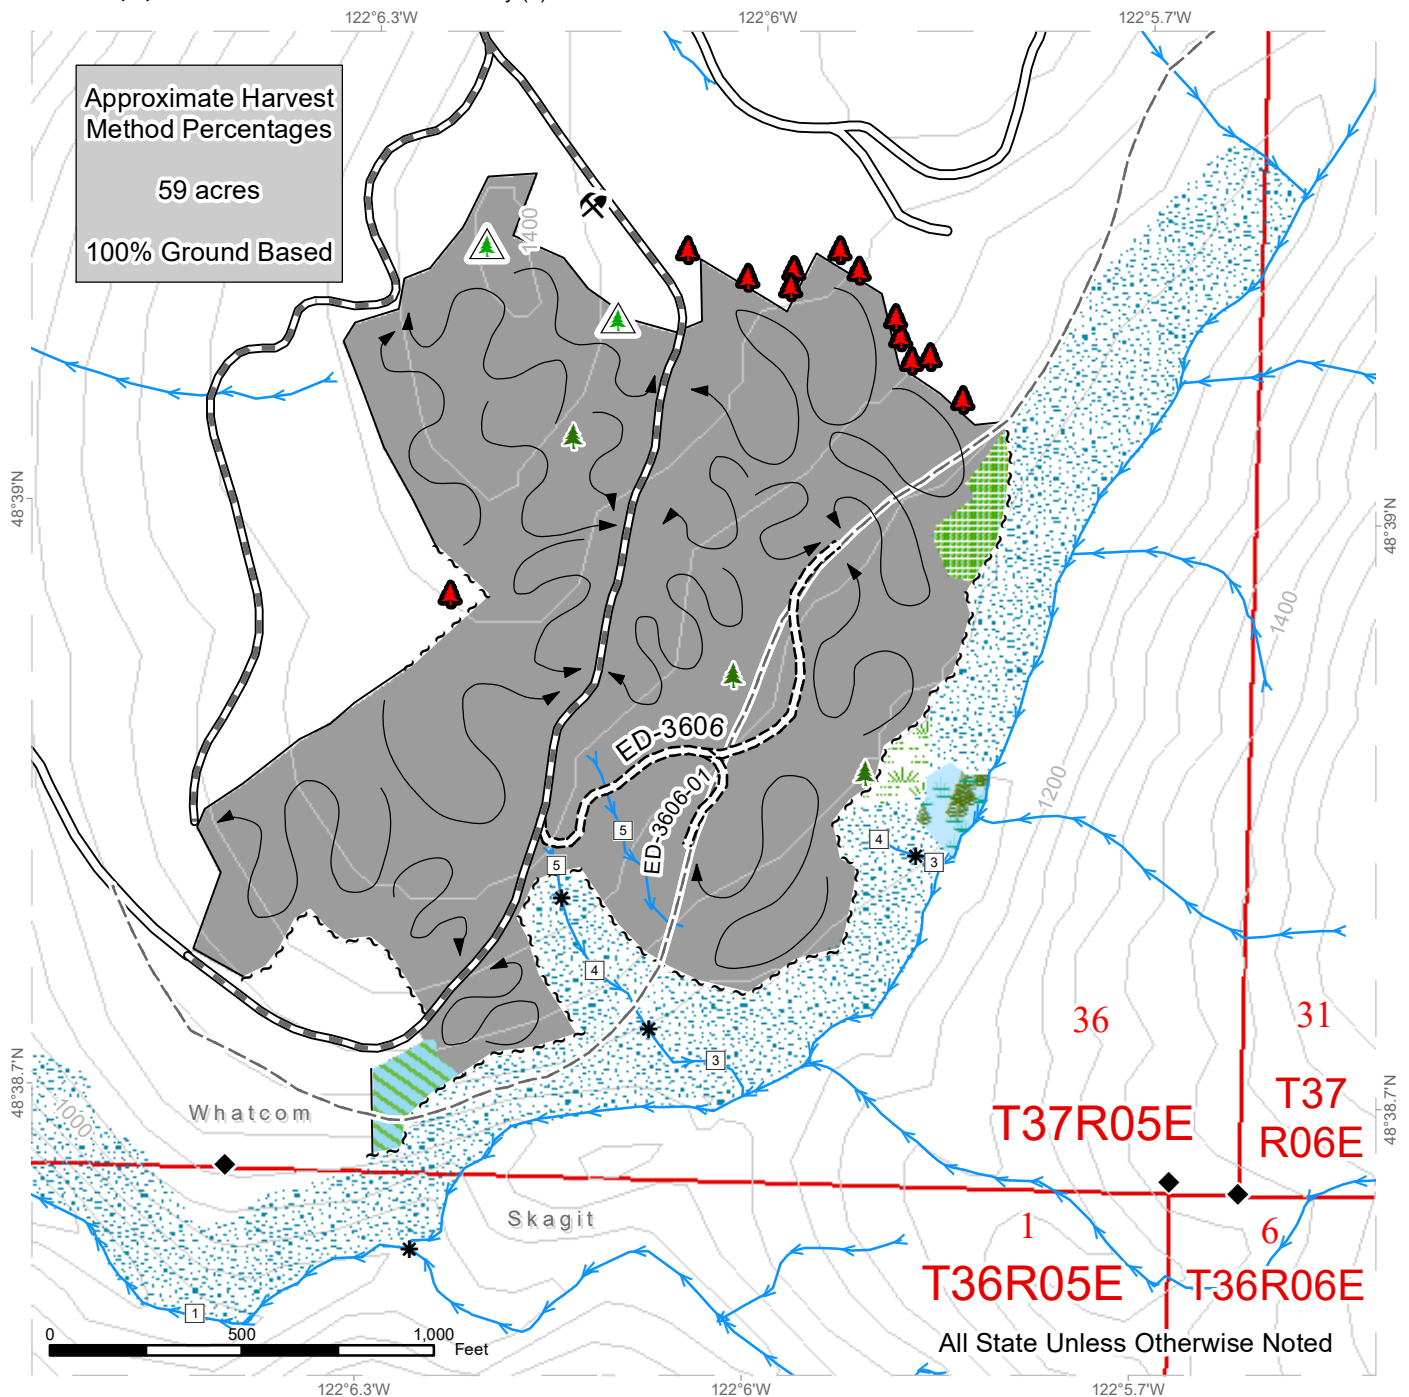 122°6.3'W
122°6'W
122°5.7'W
Approximate Harvest
Method Percentages
59 acres
100% Ground Based
1400
48°39'N
48°39'N
1400
ED-3606
ED-3606-01
1200
5
5
4
3
4
3
36
31
48°38.7'N
48°38.7'N
1000
Whatcom
T37R05E
T37
R06E
Skagit
1
6
T36R05E
T36R06E
1
0
500
1,000
Feet
All State Unless Otherwise Noted
122°6.3'W
122°6'W
122°5.7'W